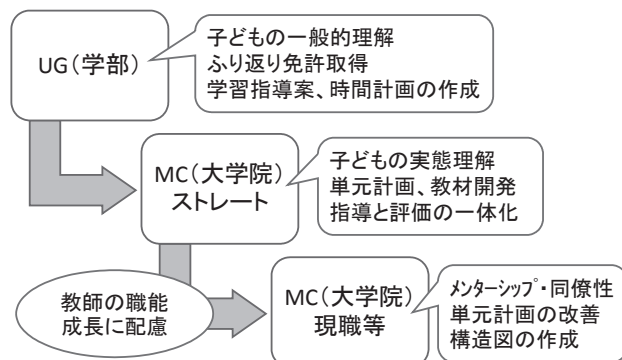 UG（学部）
子どもの一般的理解
ふり返り免許取得
学習指導案、時間計画の作成
MC（大学院）
ストレート
子どもの実態理解
単元計画、教材開発
指導と評価の一体化
教師の職能
成長に配慮
MC（大学院）
現職等
メンターシップ・同僚性
単元計画の改善
構造図の作成